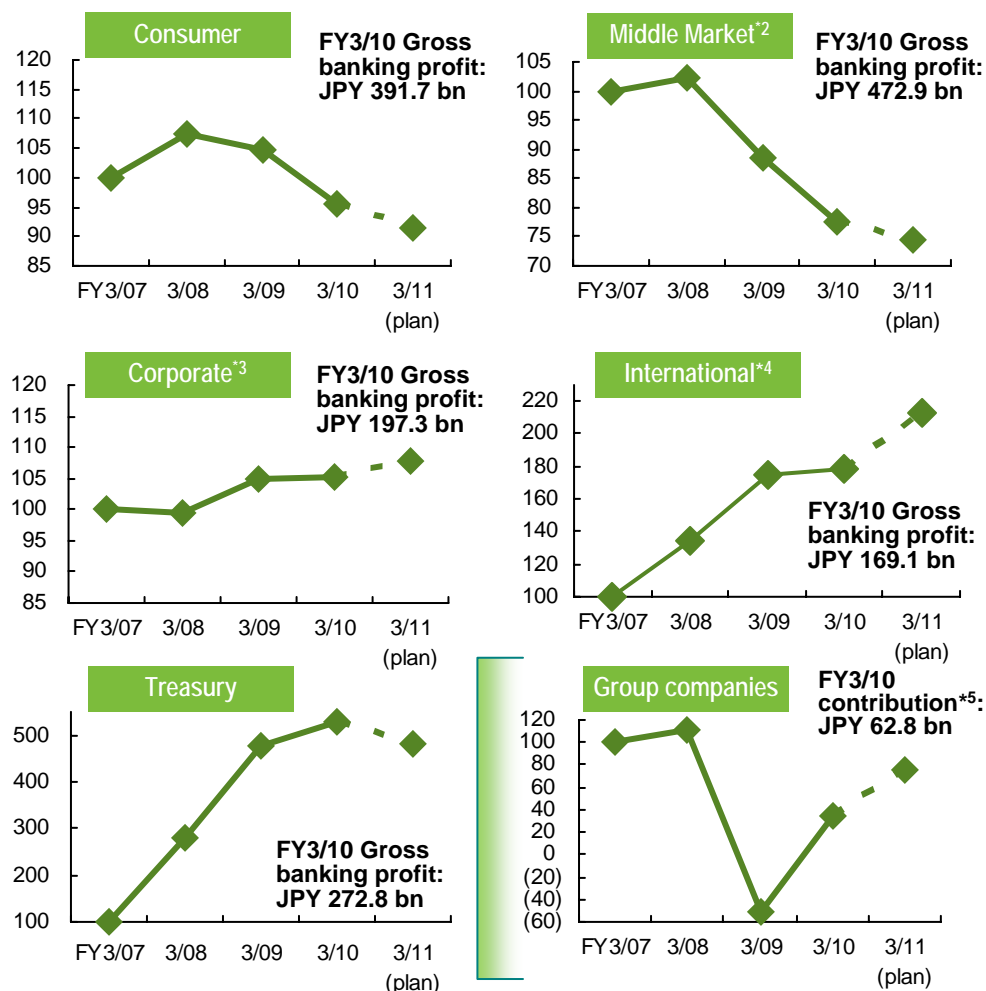 Consumer
FY3/10 Gross
banking profit:
JPY 391.7 bn
120
115
110
105
100
95
90
85
FY3/07 3/08 3/09 3/10 3/11
(plan)
Middle Market*2
FY3/10 Gross
banking profit:
JPY 472.9 bn
105
100
95
90
85
80
75
70
FY3/07 3/08 3/09 3/10 3/11
(plan)
Corporate*3
FY3/10 Gross
banking profit:
JPY 197.3 bn
120
115
110
105
100
95
90
85
FY3/07 3/08 3/09 3/10 3/11
(plan)
International*4
220
200
180
160
140
120
100
FY3/10 Gross
banking profit:
JPY 169.1 bn
FY3/07 3/08 3/09 3/10 3/11
(plan)
Treasury
500
400
300
200
100
FY3/10 Gross
banking profit:
JPY 272.8 bn
FY3/07 3/08 3/09 3/10 3/11
(plan)
Group companies
FY3/10
contribution*5:
JPY 62.8 bn
120
100
80
60
40
20
0
(20)
(40)
(60)
FY3/07 3/08 3/09 3/10 3/11
(plan)